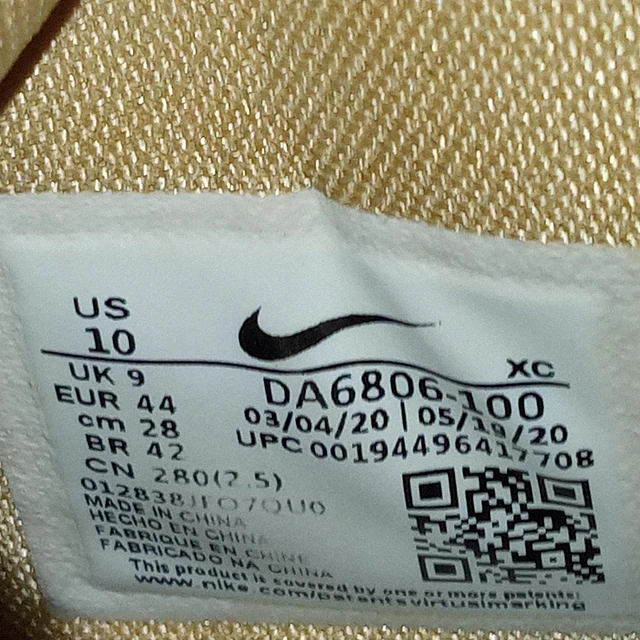 US
10
XC
UK 9
DA6806-100
EUR 44
03/04/20 | 05/19/20
cm 28
UPC 00194496417708
BR 42
CN 280(2.5)
MADE IN CHINA
HECHO EN CHINA
FABRIQUE EN CHINE
FABRICADO NA CHINA
This product is covered by one or more patents:
www.nike.com/patentsvirtualmarking